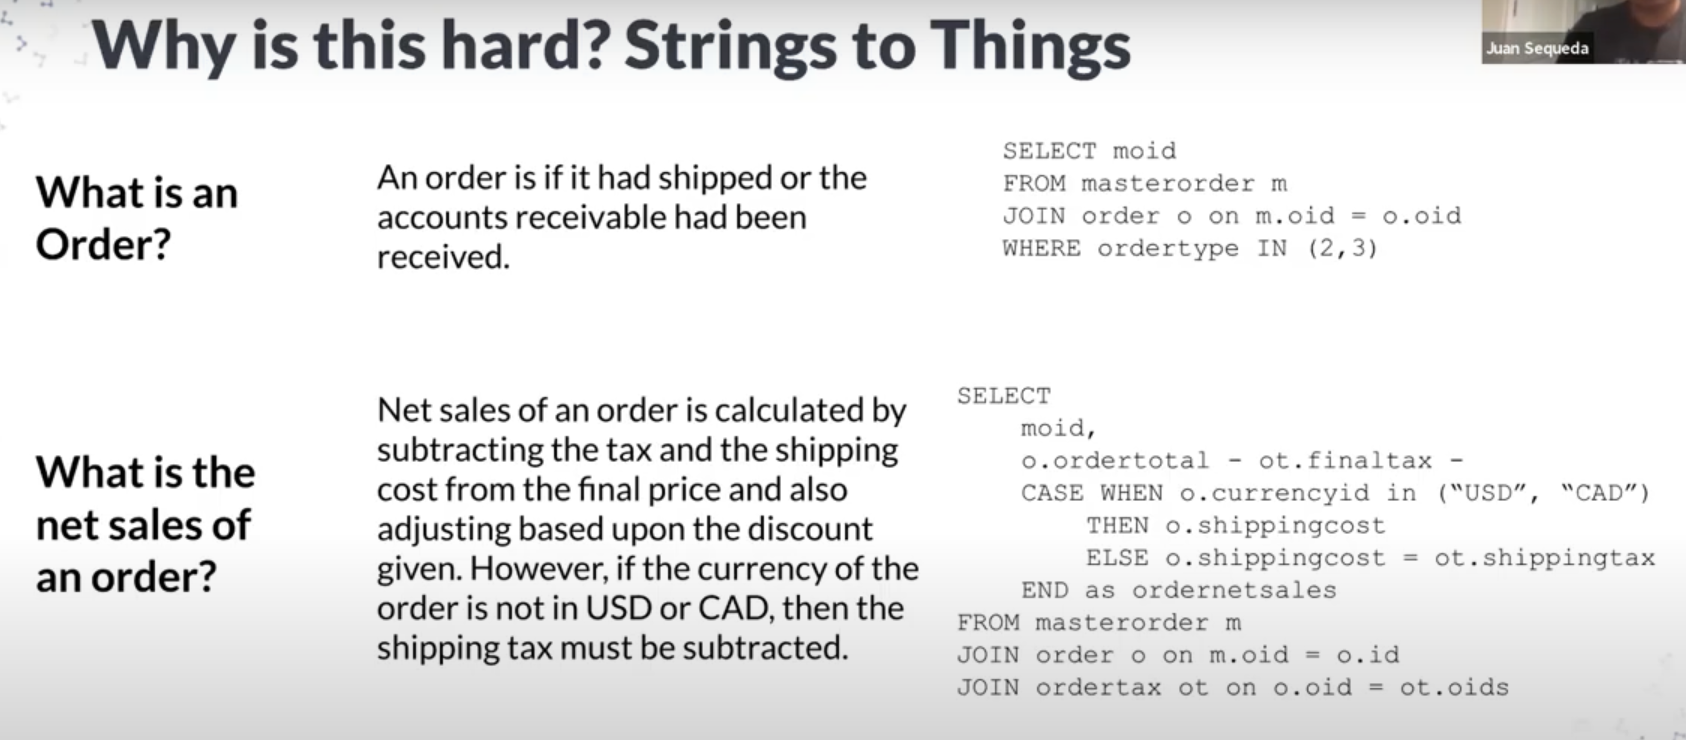 Why is this hard? Strings to Things
Juan Sequeda
What is an
Order?
An order is if it had shipped or the
accounts receivable had been
received.
SELECT moid
FROM masterorder m
JOIN order o on m.oid = o.oid
WHERE ordertype IN (2,3)
What is the
net sales of
an order?
Net sales of an order is calculated by
subtracting the tax and the shipping
cost from the final price and also
adjusting based upon the discount
given. However, if the currency of the
order is not in USD or CAD, then the
shipping tax must be subtracted.
SELECT
moid,
o.ordertotal - ot.finaltax -
CASE WHEN o.currencyid in (“USD”, “CAD”)
THEN o.shippingcost
ELSE o.shippingcost = ot.shippingtax
END as ordernetsales
FROM masterorder m
JOIN order o on m.oid = o.id
JOIN ordertax ot on o.oid = ot.oids